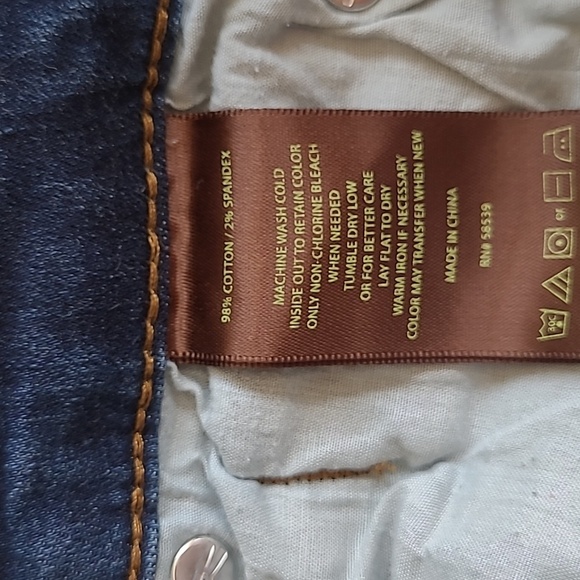 98% COTTON / 2% SPANDEX
MACHINE WASH COLD
INSIDE OUT TO RETAIN COLOR
ONLY NON-CHLORINE BLEACH
WHEN NEEDED
TUMBLE DRY LOW
OR FOR BETTER CARE
LAY FLAT TO DRY
WARM IRON IF NECESSARY
COLOR MAY TRANSFER WHEN NEW
MADE IN CHINA
RN# 58539
30C
or